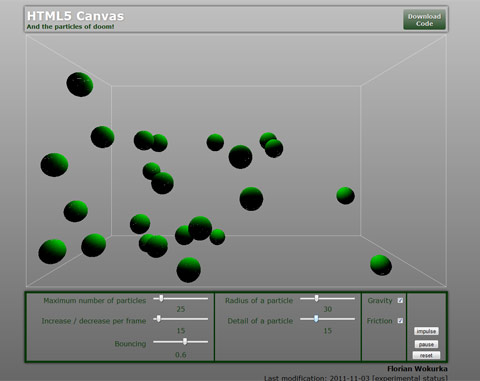 HTML5 Canvas
And the particles of doom!
Download
Code
Maximum number of particles
25
Increase / decrease per frame
15
Bouncing
0.6
Radius of a particle
30
Detail of a particle
15
Gravity
Friction
impulse
pause
reset
Florian Wokurka
Last modification: 2011-11-03 [experimental status]